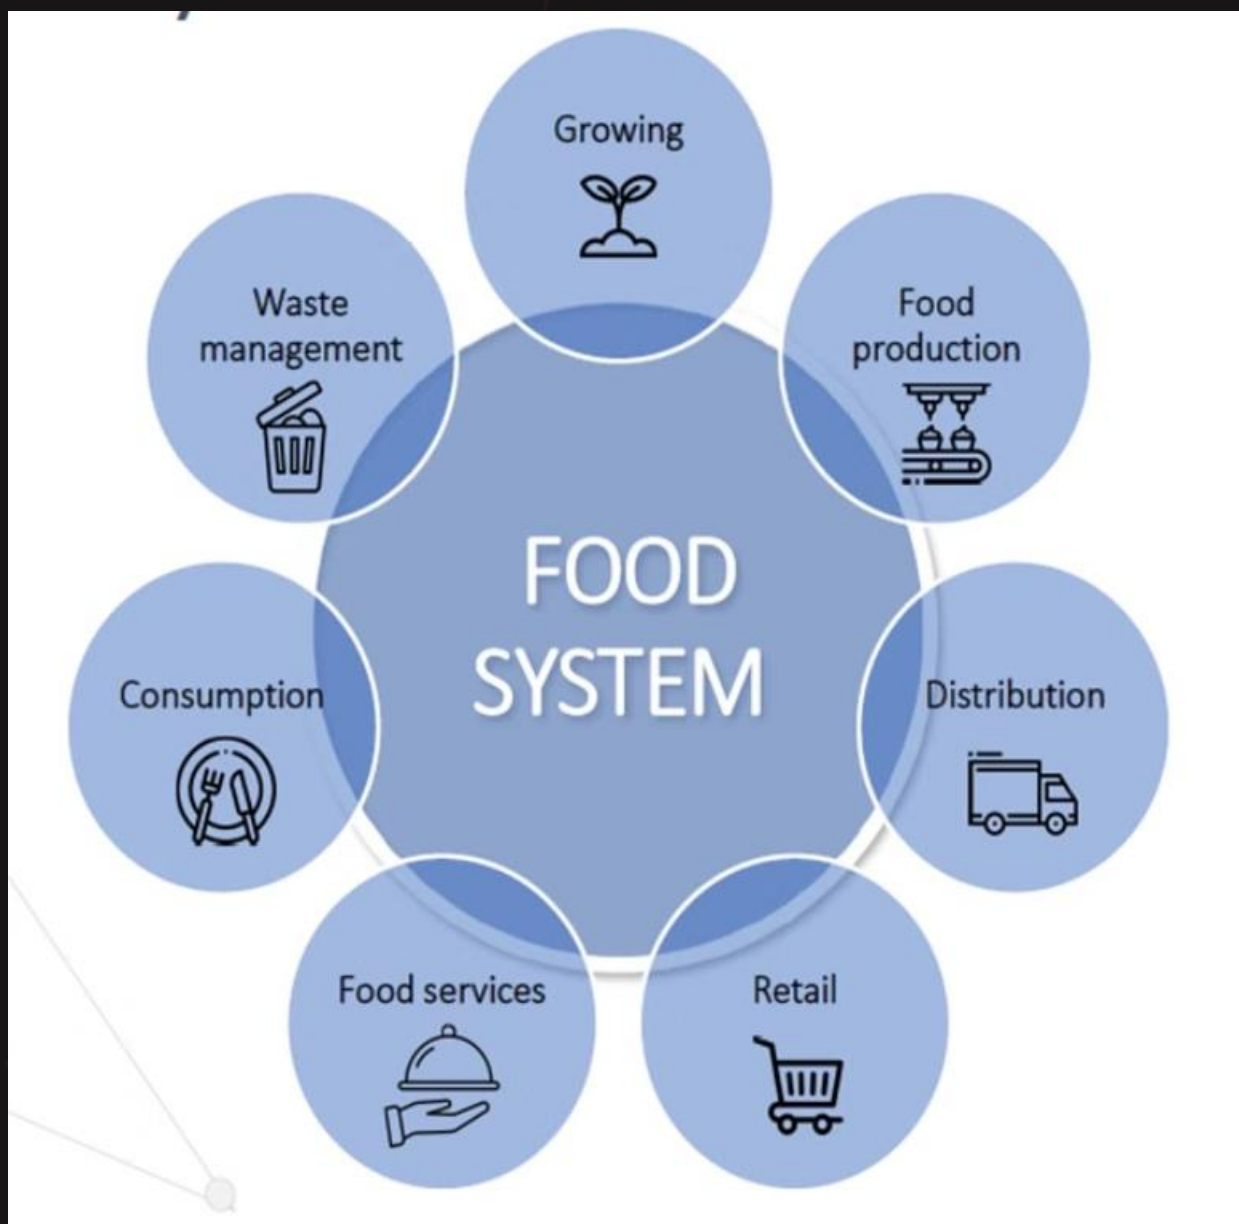 Growing
Food
production
Distribution
Retail
Food services
Consumption
Waste
management
FOOD
SYSTEM